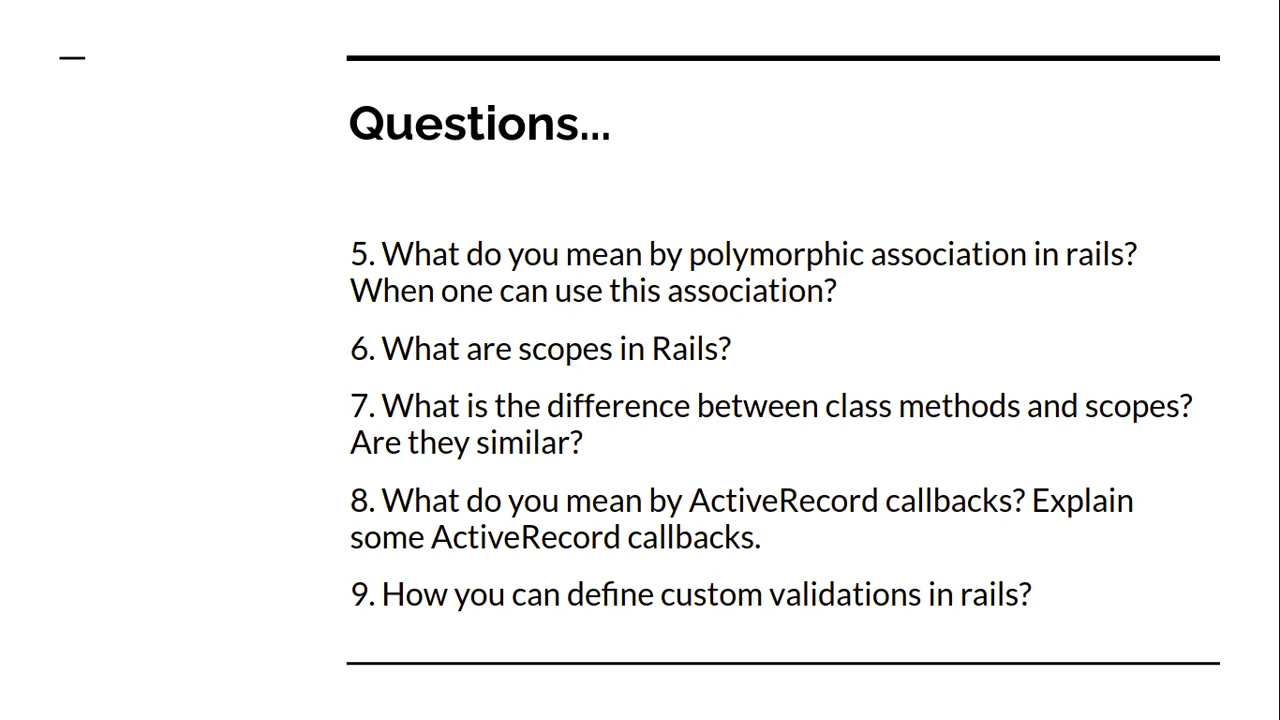 Questions...
5. What do you mean by polymorphic association in rails?
When one can use this association?
6. What are scopes in Rails?
7. What is the difference between class methods and scopes?
Are they similar?
8. What do you mean by ActiveRecord callbacks? Explain
some ActiveRecord callbacks.
9. How you can define custom validations in rails?